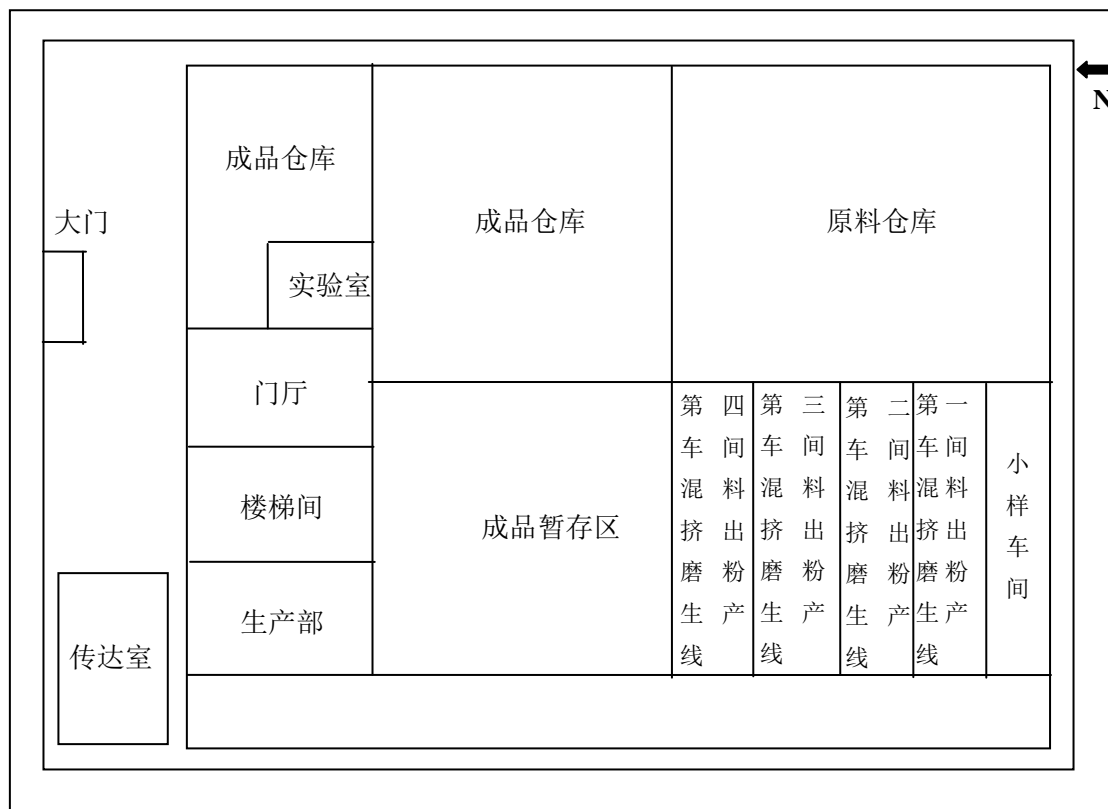 N
成品仓库
大门
成品仓库
原料仓库
实验室
门厅
楼梯间
生产部
传达室
成品暂存区
第四
车间
混料
挤出
磨粉
生产
线
第三
车间
混料
挤出
磨粉
生产
线
第二
车间
混料
挤出
磨粉
生产
线
第一
车间
混料
挤出
磨粉
生产
线
小
样
车
间